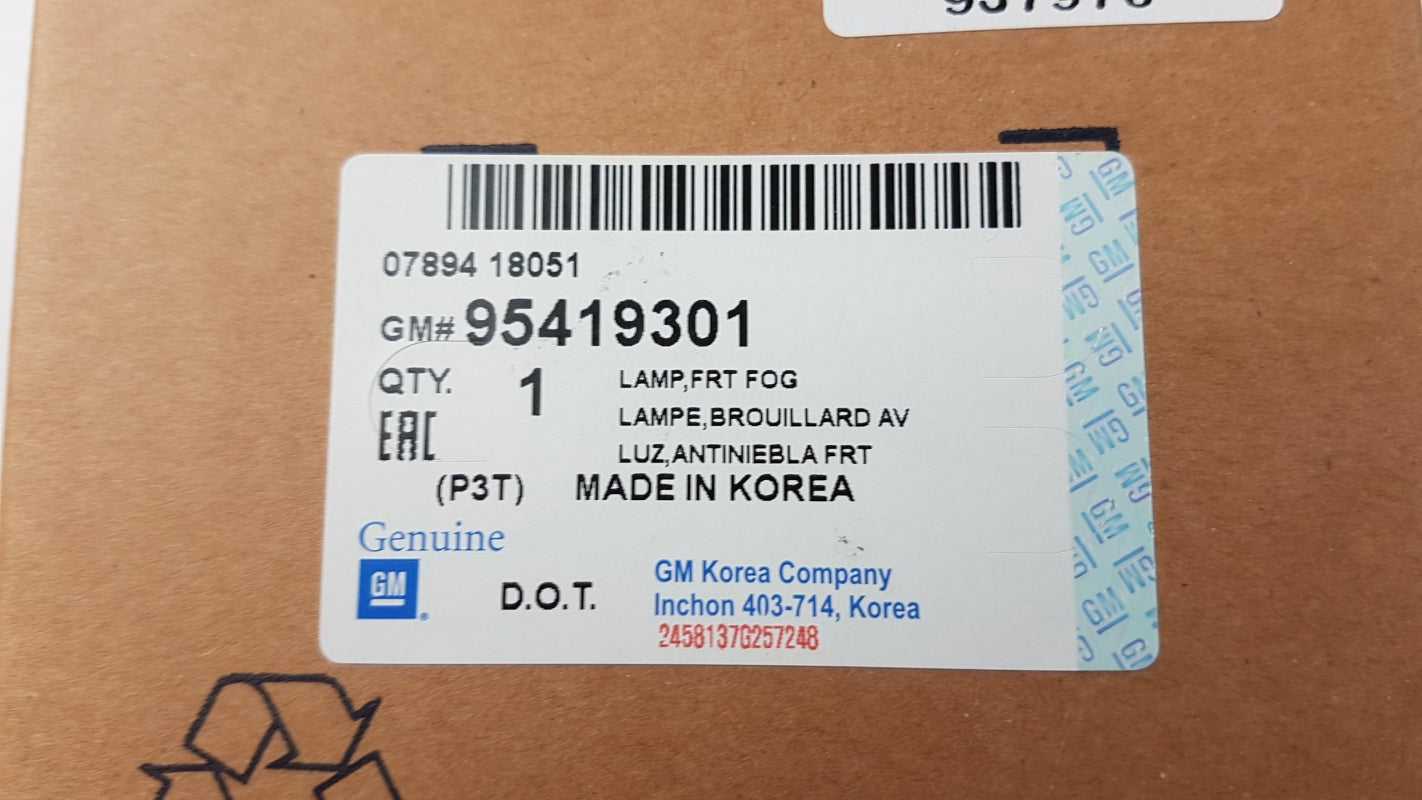 07894 18051
GM# 95419301
QTY. 1 LAMP,FRT FOG
LAMPE,BROUILLARD AV
EAC
LUZ,ANTINIEBLA FRT
(P3T) MADE IN KOREA
Genuine
GM
D.O.T.
GM Korea Company
Inchon 403-714, Korea
2458137G257248